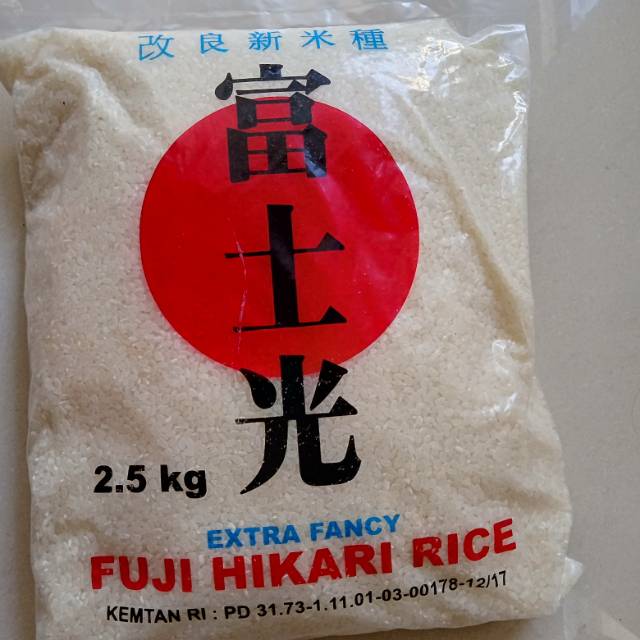 改良新米種
富士光
2.5 kg
EXTRA FANCY
FUJI HIKARI RICE
KEMTAN RI : PD 31.73-1.11.01-03-00178-12/17